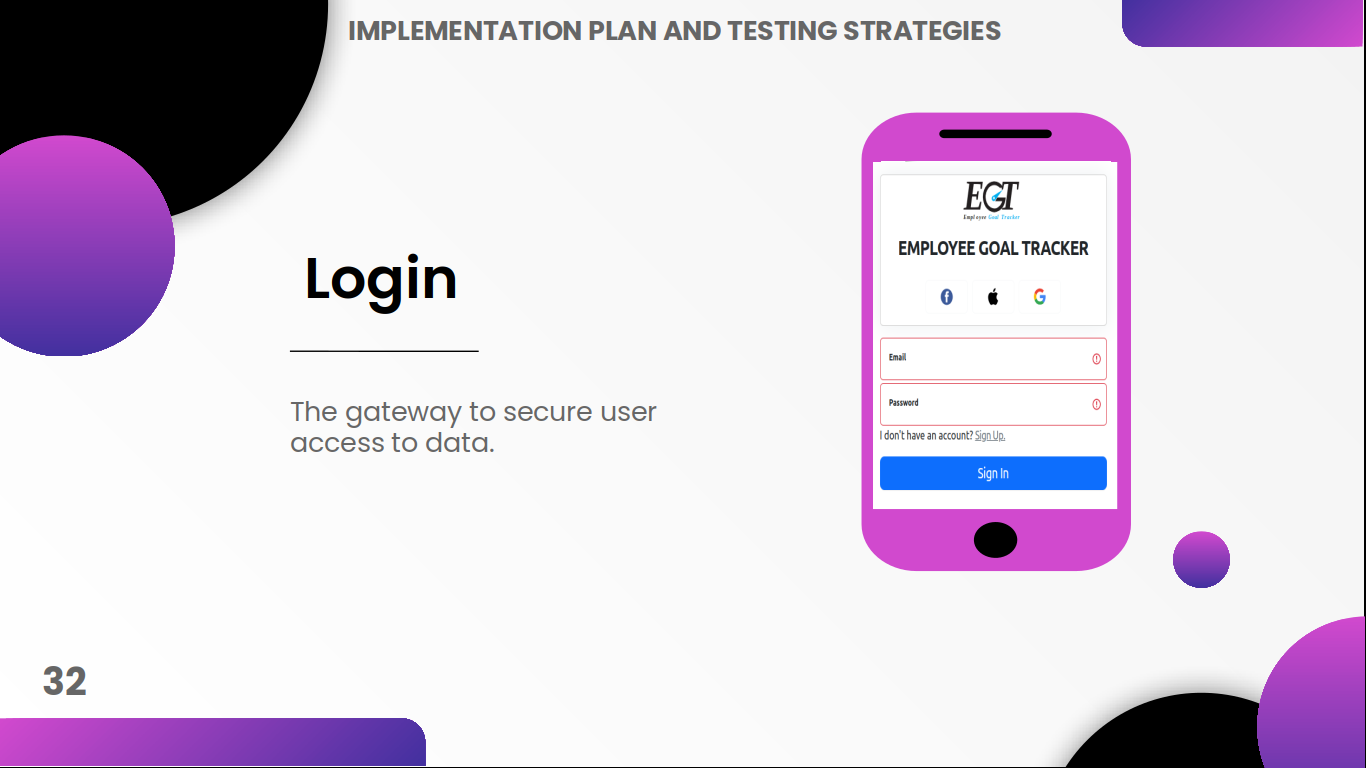 IMPLEMENTATION PLAN AND TESTING STRATEGIES
Login
The gateway to secure user
access to data.
EGT
Employee Goal Tracker
EMPLOYEE GOAL TRACKER
Email
Password
I don't have an account? Sign Up.
Sign In
32